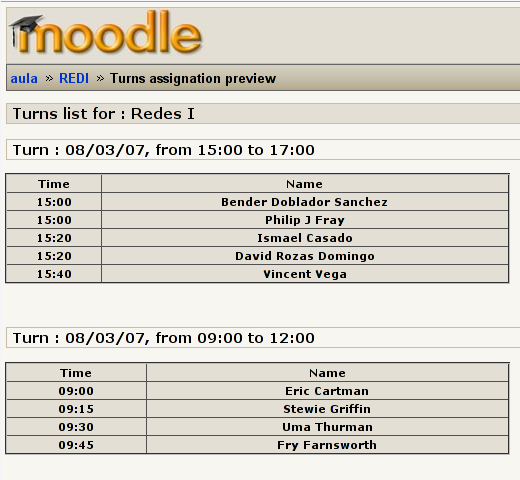 moodle
aula » REDI » Turns assignation preview
Turns list for : Redes I
Turn : 08/03/07, from 15:00 to 17:00
Time Name
15:00 Bender Doblador Sanchez
15:00 Philip J Fray
15:20 Ismael Casado
15:20 David Rozas Domingo
15:40 Vincent Vega
Turn : 08/03/07, from 09:00 to 12:00
Time Name
09:00 Eric Cartman
09:15 Stewie Griffin
09:30 Uma Thurman
09:45 Fry Farnsworth